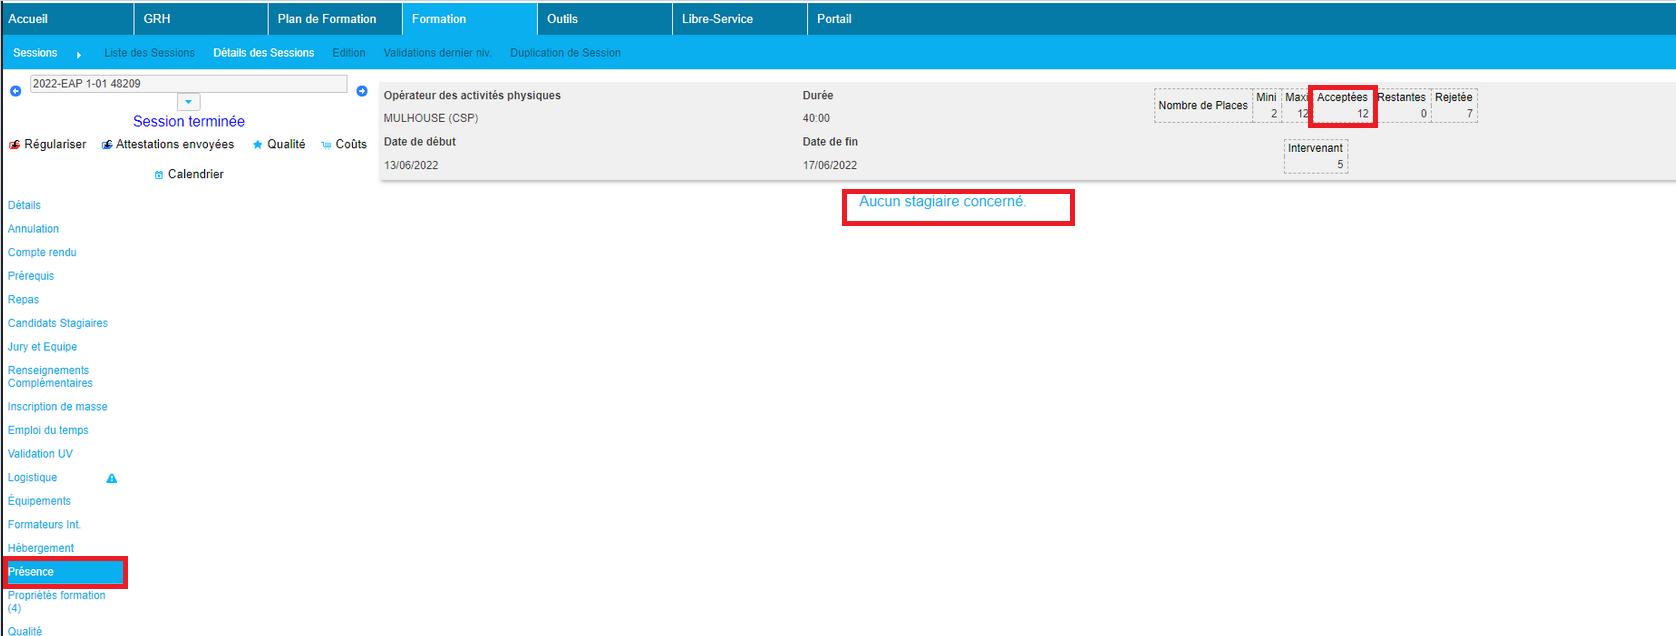 Accueil GRH Plan de Formation Formation Outils Libre-Service Portail
Sessions Liste des Sessions Détails des Sessions Edition Validations dernier niv. Duplication de Session
2022-EAP 1-01 48209
Session terminée
Régulariser Attestations envoyées Qualité Coûts
Calendrier
Opérateur des activités physiques Durée
MULHOUSE (CSP) 40:00
Date de début Date de fin
13/06/2022 17/06/2022
Nombre de Places Mini Maxi Acceptées Restantes Rejetée
2 12 12 0 7
Intervenant
5
Aucun stagiaire concerné.
Détails
Annulation
Compte rendu
Prérequis
Repas
Candidats Stagiaires
Jury et Equipe
Renseignements
Complémentaires
Inscription de masse
Emploi du temps
Validation UV
Logistique
Équipements
Formateurs Int.
Hébergement
Présence
Propriétés formation
(4)
Qualité